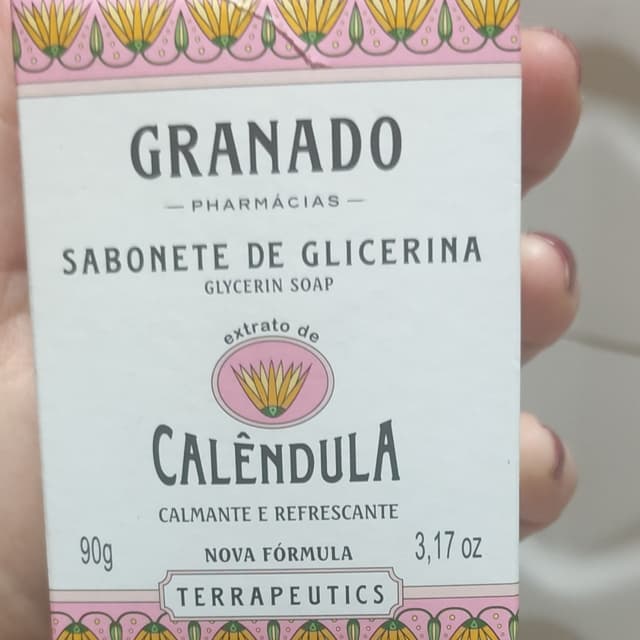 GRANADO
— PHARMÁCIAS —
SABONETE DE GLICERINA
GLYCERIN SOAP
extrato de
CALÊNDULA
CALMANTE E REFRESCANTE
90g NOVA FÓRMULA 3,17 oz
TERRAPEUTICS